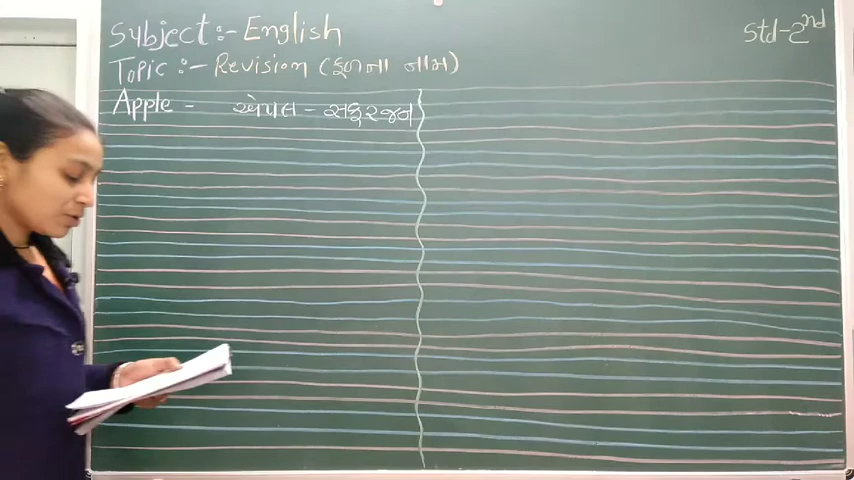 Subject :- English
Std-2nd
Topic :- Revision (ફળના નામ)
Apple - એપલ - સફરજન